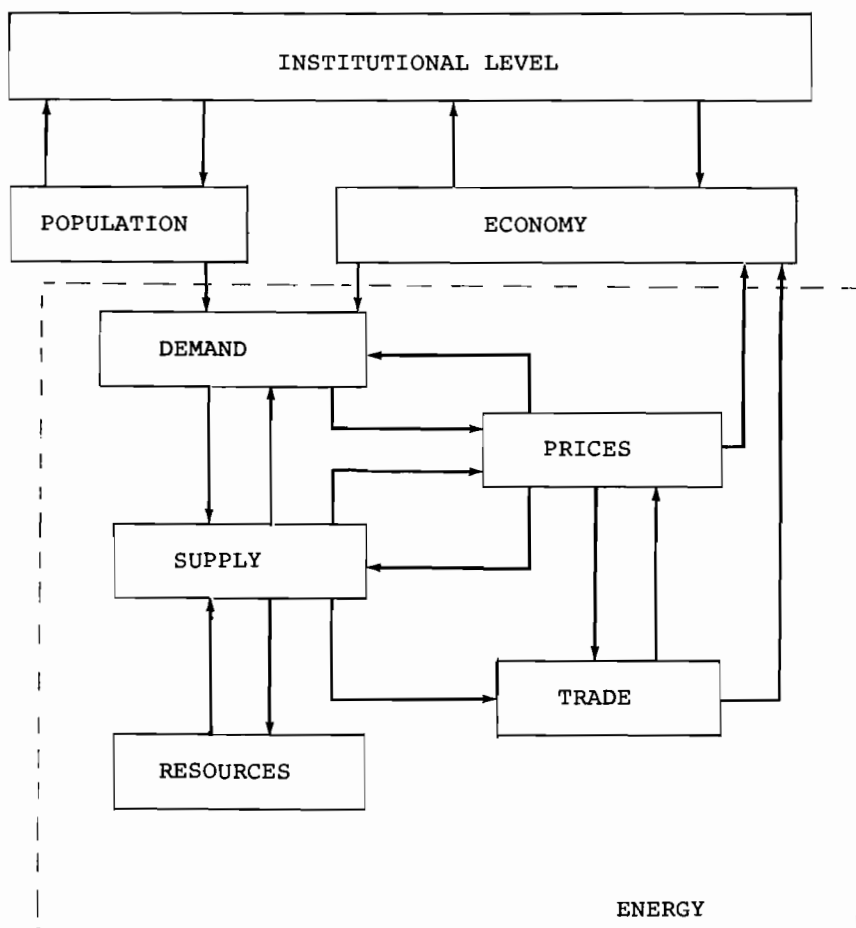 INSTITUTIONAL LEVEL
POPULATION
ECONOMY
DEMAND
PRICES
SUPPLY
TRADE
RESOURCES
ENERGY